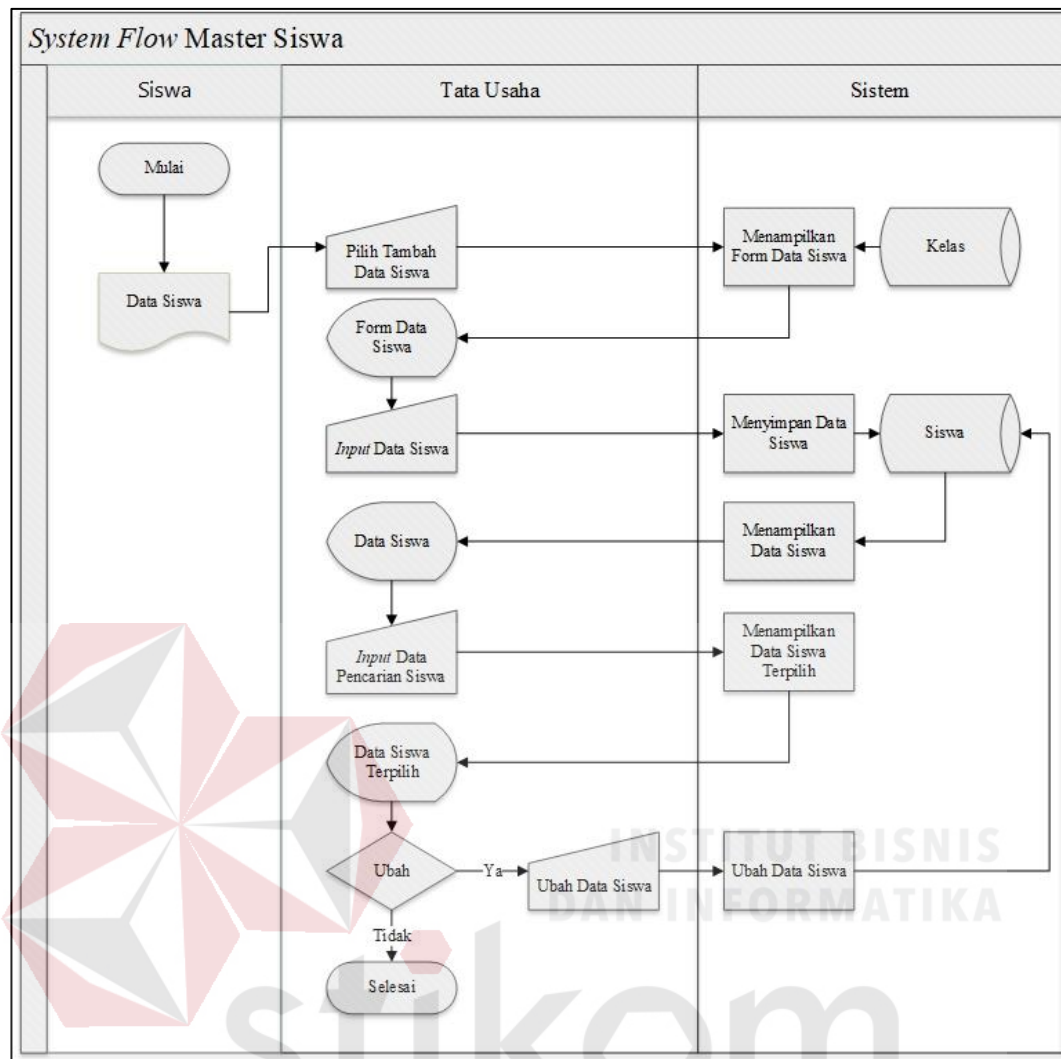 System Flow Master Siswa
Siswa
Tata Usaha
Sistem
Mulai
Data Siswa
Pilih Tambah
Data Siswa
Menampilkan
Form Data Siswa
Kelas
Form Data
Siswa
Input Data Siswa
Menyimpan Data
Siswa
Siswa
Data Siswa
Menampilkan
Data Siswa
Input Data
Pencarian Siswa
Menampilkan
Data Siswa
Terpilih
Data Siswa
Terpilih
Ubah
Ya
Ubah Data Siswa
Ubah Data Siswa
Tidak
Selesai
INSTITUT BISNIS
DAN INFORMATIKA
stikom